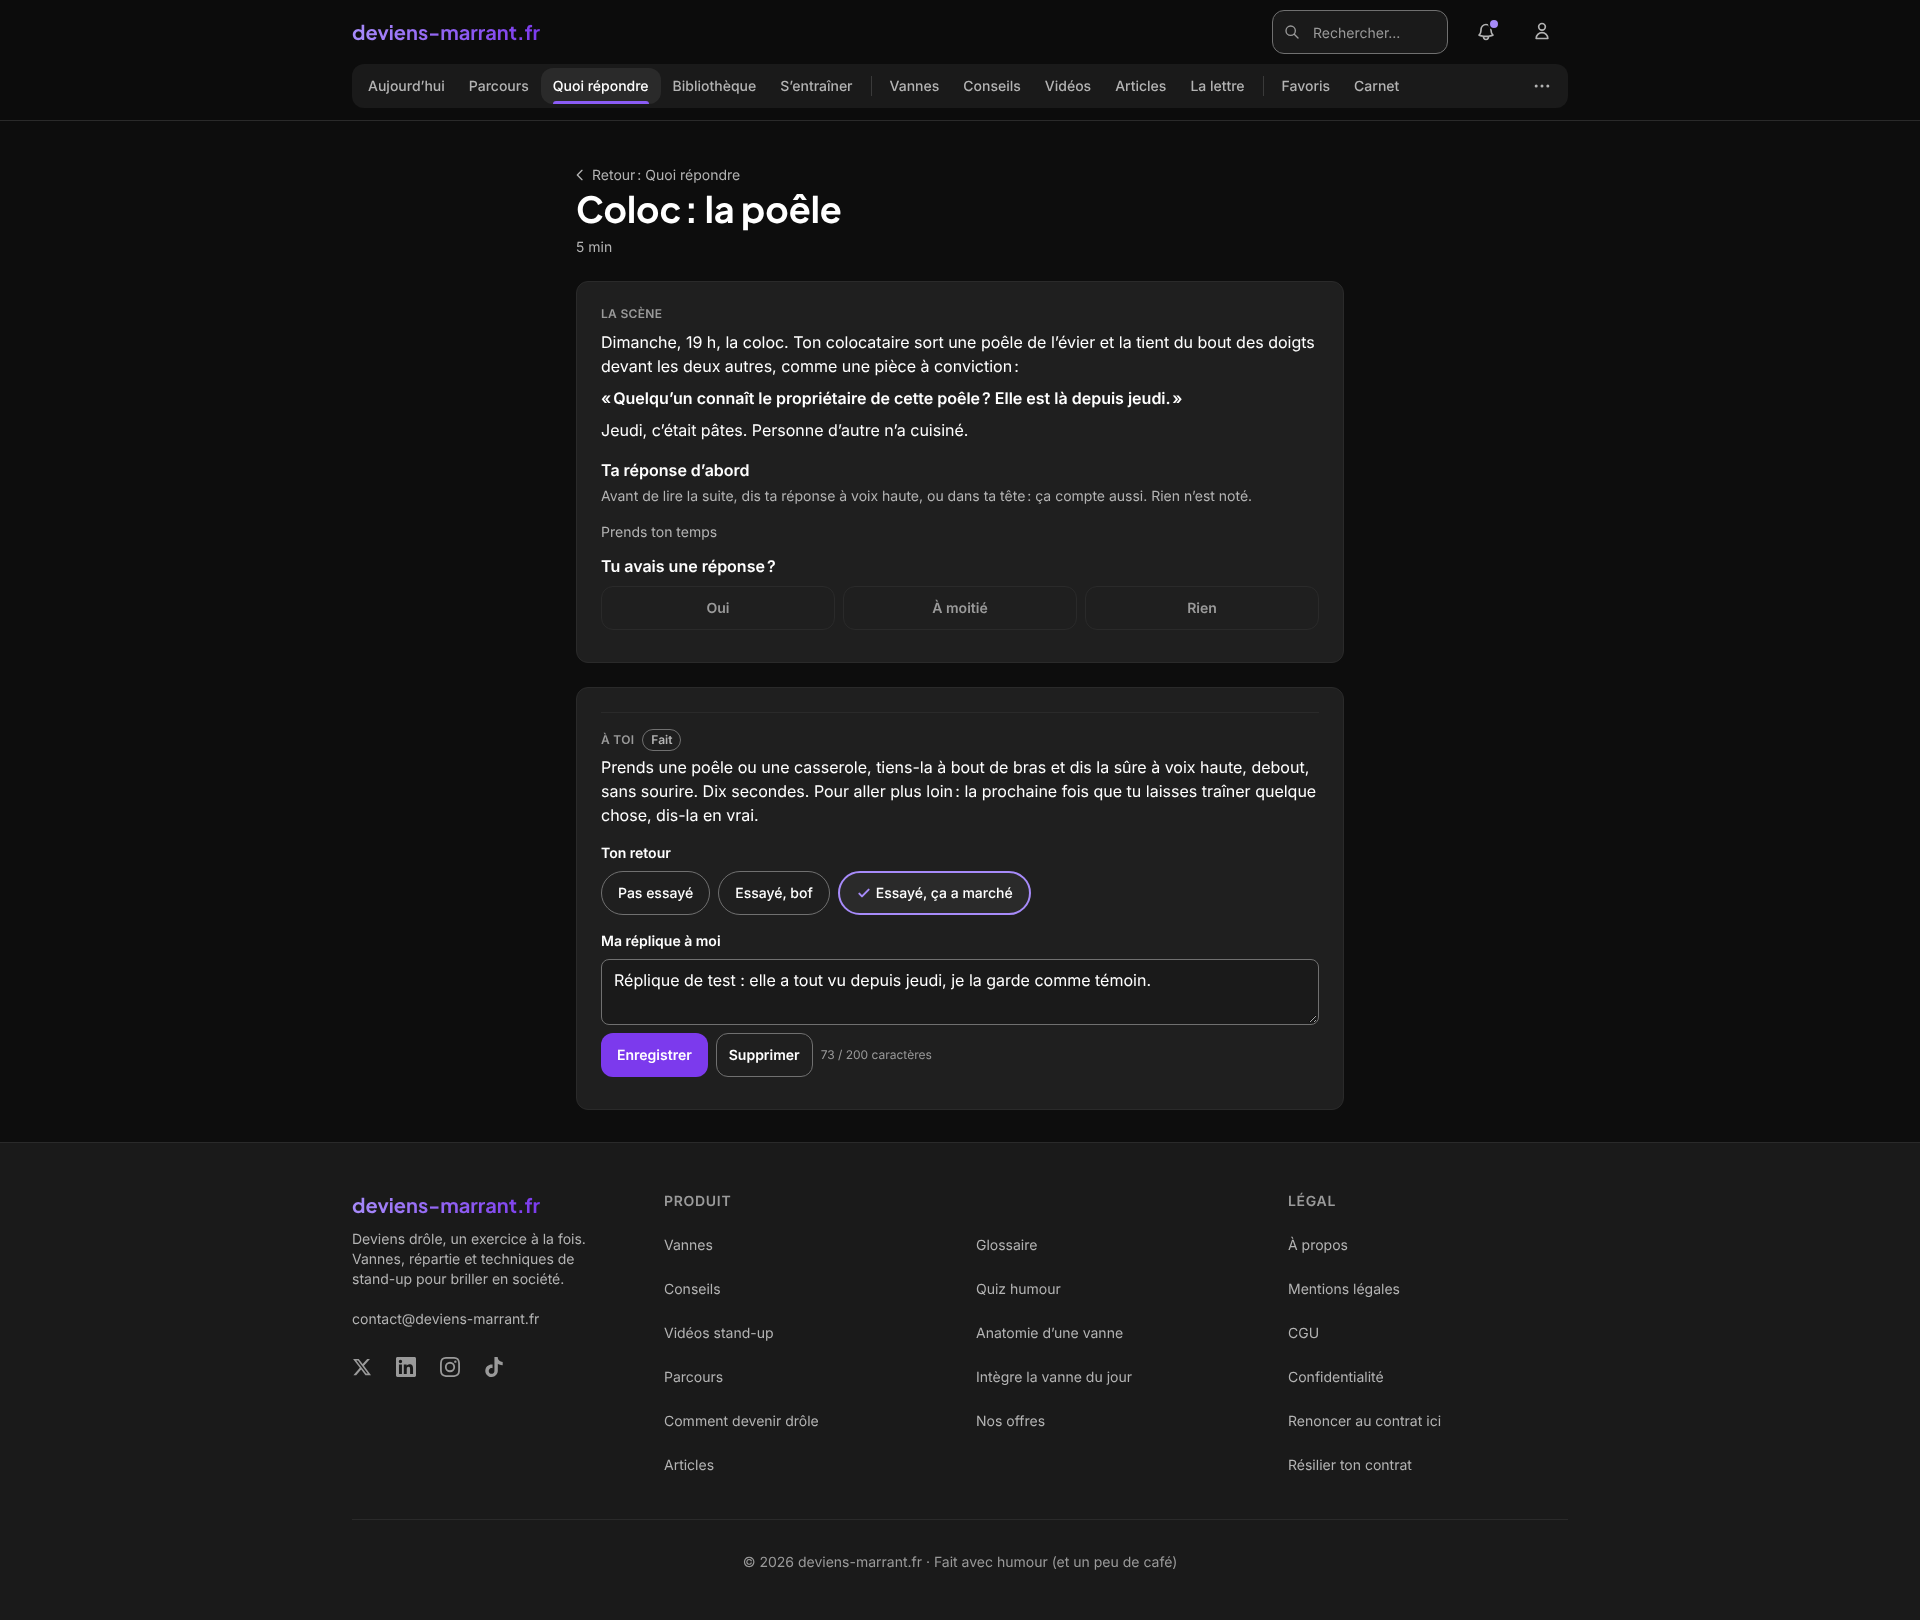 deviens-marrant.fr
Rechercher...
Aujourd’hui
Parcours
Quoi répondre
Bibliothèque
S’entraîner
Vannes
Conseils
Vidéos
Articles
La lettre
Favoris
Carnet
Retour : Quoi répondre
Coloc : la poêle
5 min
LA SCÈNE
Dimanche, 19 h, la coloc. Ton colocataire sort une poêle de l’évier et la tient du bout des doigts
devant les deux autres, comme une pièce à conviction :
« Quelqu’un connaît le propriétaire de cette poêle ? Elle est là depuis jeudi. »
Jeudi, c’était pâtes. Personne d’autre n’a cuisiné.
Ta réponse d’abord
Avant de lire la suite, dis ta réponse à voix haute, ou dans ta tête : ça compte aussi. Rien n’est noté.
Prends ton temps
Tu avais une réponse ?
Oui
À moitié
Rien
À TOI
Fait
Prends une poêle ou une casserole, tiens-la à bout de bras et dis la sûre à voix haute, debout,
sans sourire. Dix secondes. Pour aller plus loin : la prochaine fois que tu laisses traîner quelque
chose, dis-la en vrai.
Ton retour
Pas essayé
Essayé, bof
Essayé, ça a marché
Ma réplique à moi
Réplique de test : elle a tout vu depuis jeudi, je la garde comme témoin.
Enregistrer
Supprimer
73 / 200 caractères
deviens-marrant.fr
Deviens drôle, un exercice à la fois.
Vannes, répartie et techniques de
stand-up pour briller en société.
contact@deviens-marrant.fr
PRODUIT
Vannes
Conseils
Vidéos stand-up
Parcours
Comment devenir drôle
Articles
Glossaire
Quiz humour
Anatomie d’une vanne
Intègre la vanne du jour
Nos offres
LÉGAL
À propos
Mentions légales
CGU
Confidentialité
Renoncer au contrat ici
Résilier ton contrat
© 2026 deviens-marrant.fr · Fait avec humour (et un peu de café)